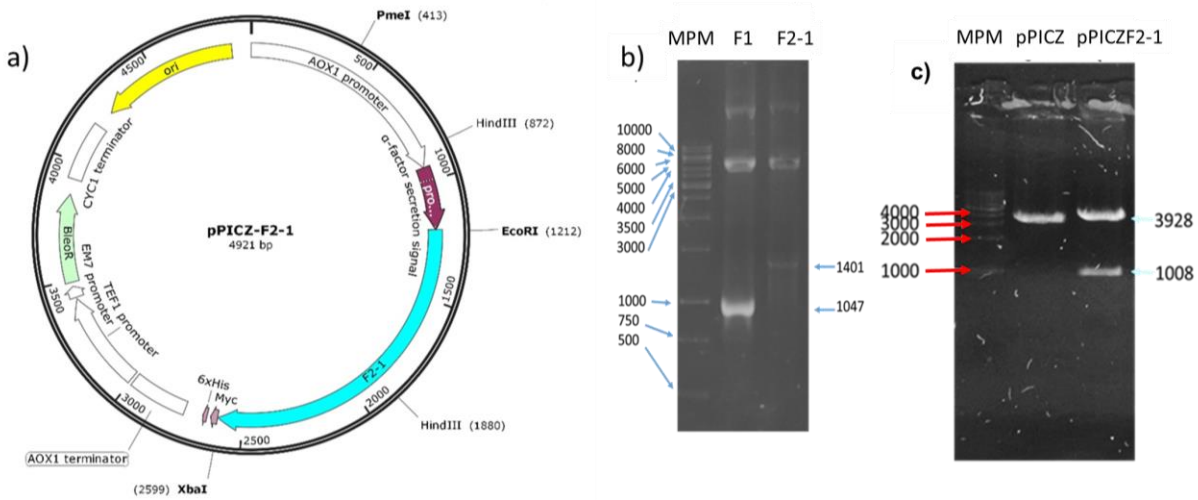 a)
PmeI (413)
500
AOX1 promoter
HindIII (872)
1000
α-factor secretion signal
pro...
EcoRI (1212)
1500
F2-1
2000
HindIII (1880)
2500
XbaI
(2599)
Myc
6xHis
AOX1 terminator
3000
TEF1 promoter
EM7 promoter
3500
BleoR
4000
CYC1 terminator
4500
ori
pPICZ-F2-1
4921 bp
b)
MPM F1 F2-1
10000
8000
6000
5000
4000
3500
3000
1000
750
500
1401
1047
c)
MPM pPICZ pPICZF2-1
4000
3000
2000
1000
3928
1008